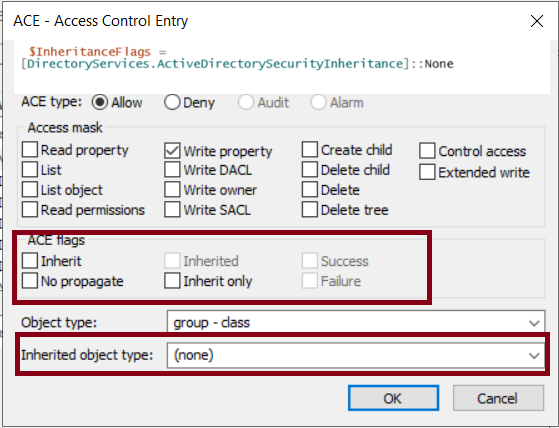 ACE - Access Control Entry
$InheritanceFlags =
[DirectoryServices.ActiveDirectorySecurityInheritance]::None
ACE type: Allow Deny Audit Alarm
Access mask
Read property Write property Create child Control access
List Write DACL Delete child Extended write
List object Write owner Delete
Read permissions Write SACL Delete tree
ACE flags
Inherit Inherited Success
No propagate Inherit only Failure
Object type: group - class
Inherited object type: (none)
OK Cancel